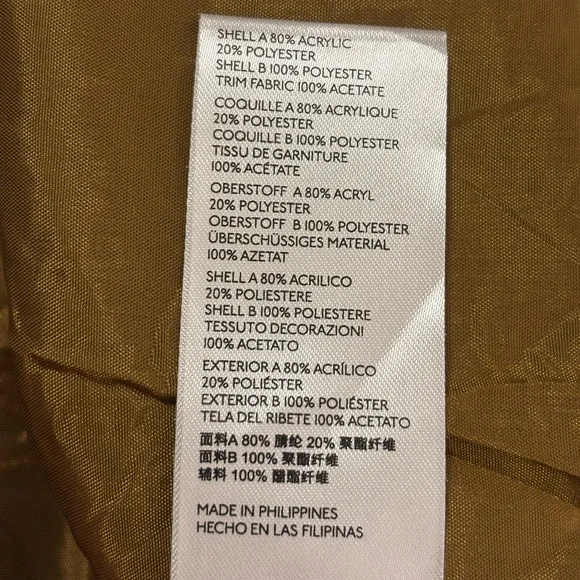 SHELL A 80% ACRYLIC
20% POLYESTER
SHELL B 100% POLYESTER
TRIM FABRIC 100% ACETATE
COQUILLE A 80% ACRYLIQUE
20% POLYESTER
COQUILLE B 100% POLYESTER
TISSU DE GARNITURE
100% ACÉTATE
OBERSTOFF A 80% ACRYL
20% POLYESTER
OBERSTOFF B 100% POLYESTER
ÜBERSCHÜSSIGES MATERIAL
100% AZETAT
SHELL A 80% ACRILICO
20% POLIESTERE
SHELL B 100% POLIESTERE
TESSUTO DECORAZIONI
100% ACETATO
EXTERIOR A 80% ACRÍLICO
20% POLIÉSTER
EXTERIOR B 100% POLIÉSTER
TELA DEL RIBETE 100% ACETATO
面料A 80% 腈纶 20% 聚酯纤维
面料B 100% 聚酯纤维
辅料 100% 醋酯纤维
MADE IN PHILIPPINES
HECHO EN LAS FILIPINAS